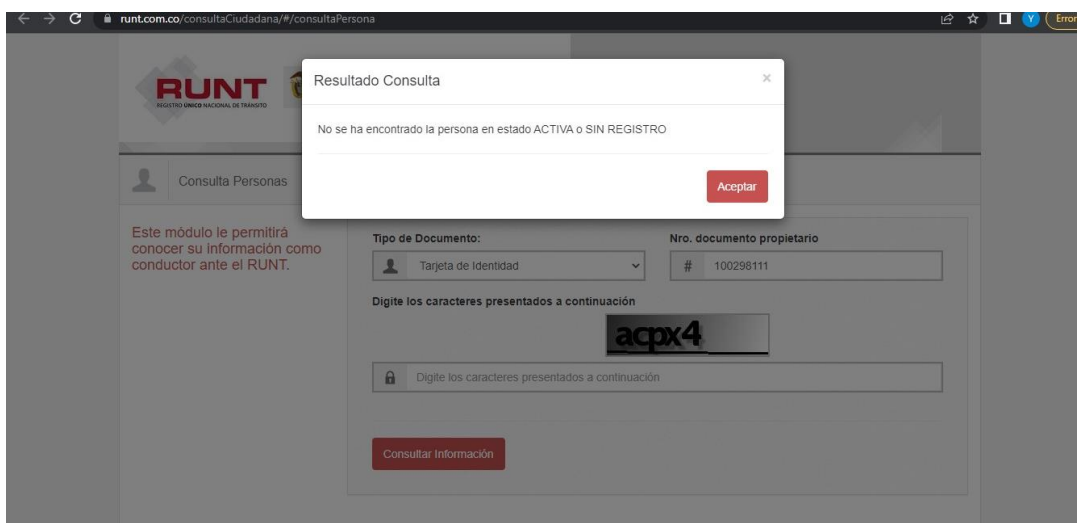 runt.com.co/consultaCiudadana/#/consultaPersona
Y
Error
RUNT
REGISTRO ÚNICO NACIONAL DE TRÁNSITO
Resultado Consulta
×
No se ha encontrado la persona en estado ACTIVA o SIN REGISTRO
Aceptar
Consulta Personas
Este módulo le permitirá
conocer su información como
conductor ante el RUNT.
Tipo de Documento:
Nro. documento propietario
Tarjeta de Identidad
# 100298111
Digite los caracteres presentados a continuación
acpx4
Digite los caracteres presentados a continuación
Consultar Información